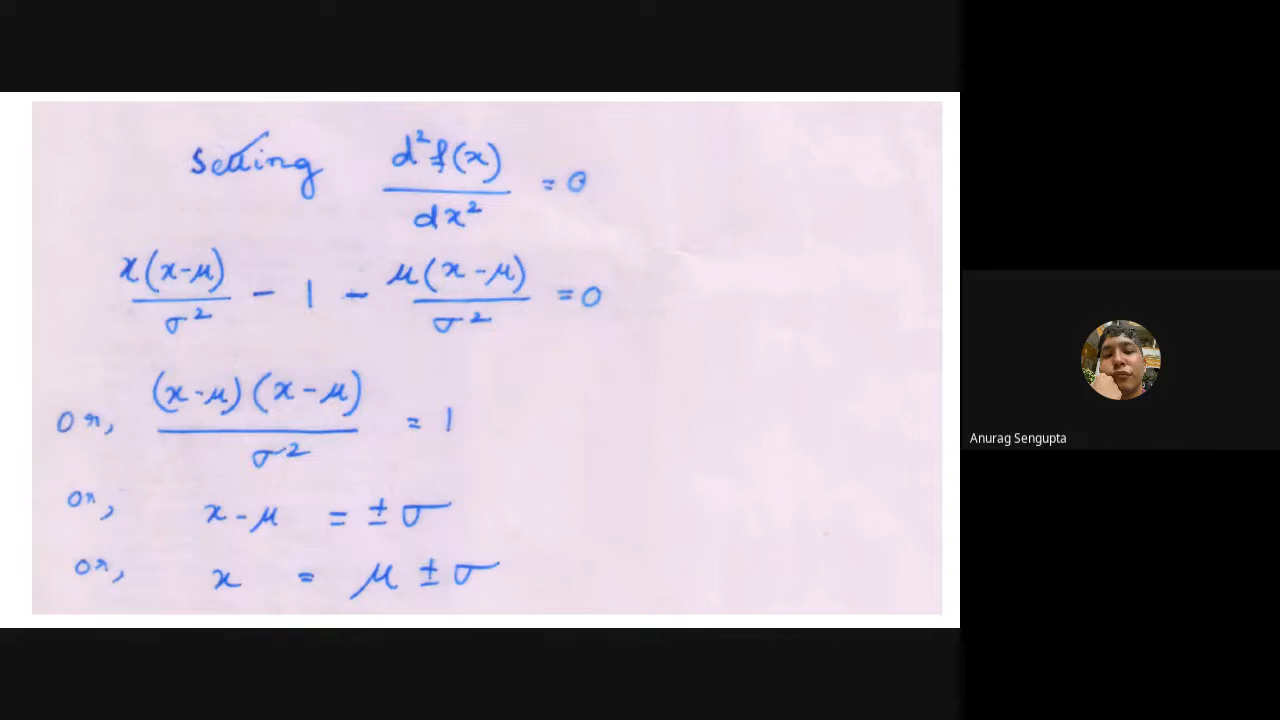 Setting d²f(x)/dx² = 0
x(x-μ)/σ² - 1 - μ(x-μ)/σ² = 0
or, (x-μ)(x-μ)/σ² = 1
or, x-μ = ± σ
or, x = μ ± σ
Anurag Sengupta